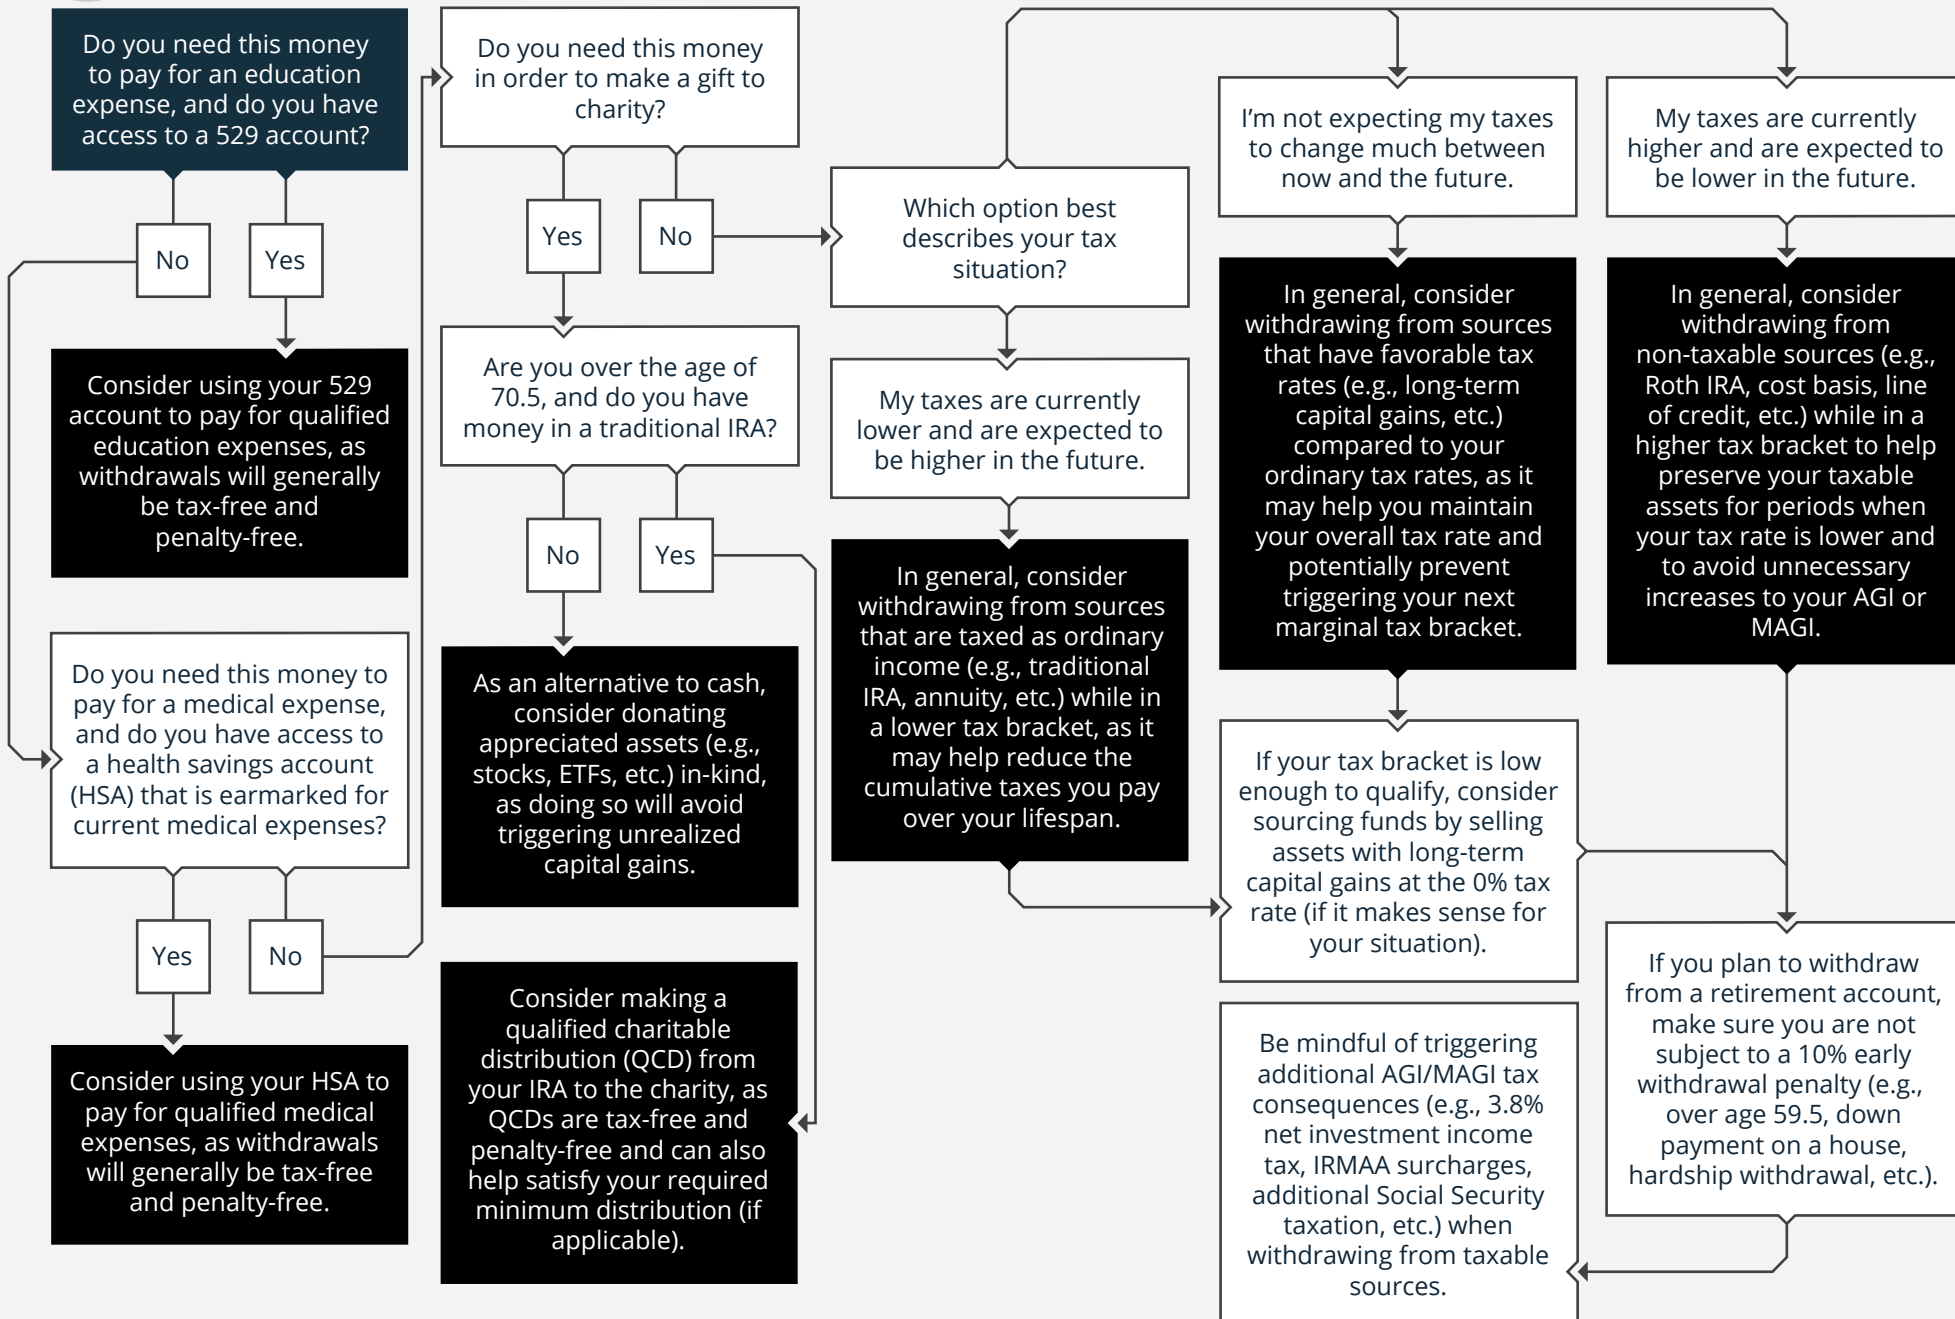 Do you need this money
to pay for an education
expense, and do you have
access to a 529 account?
No
Yes
Consider using your 529
account to pay for qualified
education expenses, as
withdrawals will generally
be tax-free and
penalty-free.
Do you need this money to
pay for a medical expense,
and do you have access to
a health savings account
(HSA) that is earmarked for
current medical expenses?
Yes
No
Consider using your HSA to
pay for qualified medical
expenses, as withdrawals
will generally be tax-free
and penalty-free.
Do you need this money
in order to make a gift to
charity?
Yes
No
Are you over the age of
70.5, and do you have
money in a traditional IRA?
No
Yes
As an alternative to cash,
consider donating
appreciated assets (e.g.,
stocks, ETFs, etc.) in-kind,
as doing so will avoid
triggering unrealized
capital gains.
Consider making a
qualified charitable
distribution (QCD) from
your IRA to the charity, as
QCDs are tax-free and
penalty-free and can also
help satisfy your required
minimum distribution (if
applicable).
Which option best
describes your tax
situation?
My taxes are currently
lower and are expected to
be higher in the future.
In general, consider
withdrawing from sources
that are taxed as ordinary
income (e.g., traditional
IRA, annuity, etc.) while in
a lower tax bracket, as it
may help reduce the
cumulative taxes you pay
over your lifespan.
I’m not expecting my taxes
to change much between
now and the future.
In general, consider
withdrawing from sources
that have favorable tax
rates (e.g., long-term
capital gains, etc.)
compared to your
ordinary tax rates, as it
may help you maintain
your overall tax rate and
potentially prevent
triggering your next
marginal tax bracket.
If your tax bracket is low
enough to qualify, consider
sourcing funds by selling
assets with long-term
capital gains at the 0% tax
rate (if it makes sense for
your situation).
Be mindful of triggering
additional AGI/MAGI tax
consequences (e.g., 3.8%
net investment income
tax, IRMAA surcharges,
additional Social Security
taxation, etc.) when
withdrawing from taxable
sources.
My taxes are currently
higher and are expected to
be lower in the future.
In general, consider
withdrawing from
non-taxable sources (e.g.,
Roth IRA, cost basis, line
of credit, etc.) while in a
higher tax bracket to help
preserve your taxable
assets for periods when
your tax rate is lower and
to avoid unnecessary
increases to your AGI or
MAGI.
If you plan to withdraw
from a retirement account,
make sure you are not
subject to a 10% early
withdrawal penalty (e.g.,
over age 59.5, down
payment on a house,
hardship withdrawal, etc.).